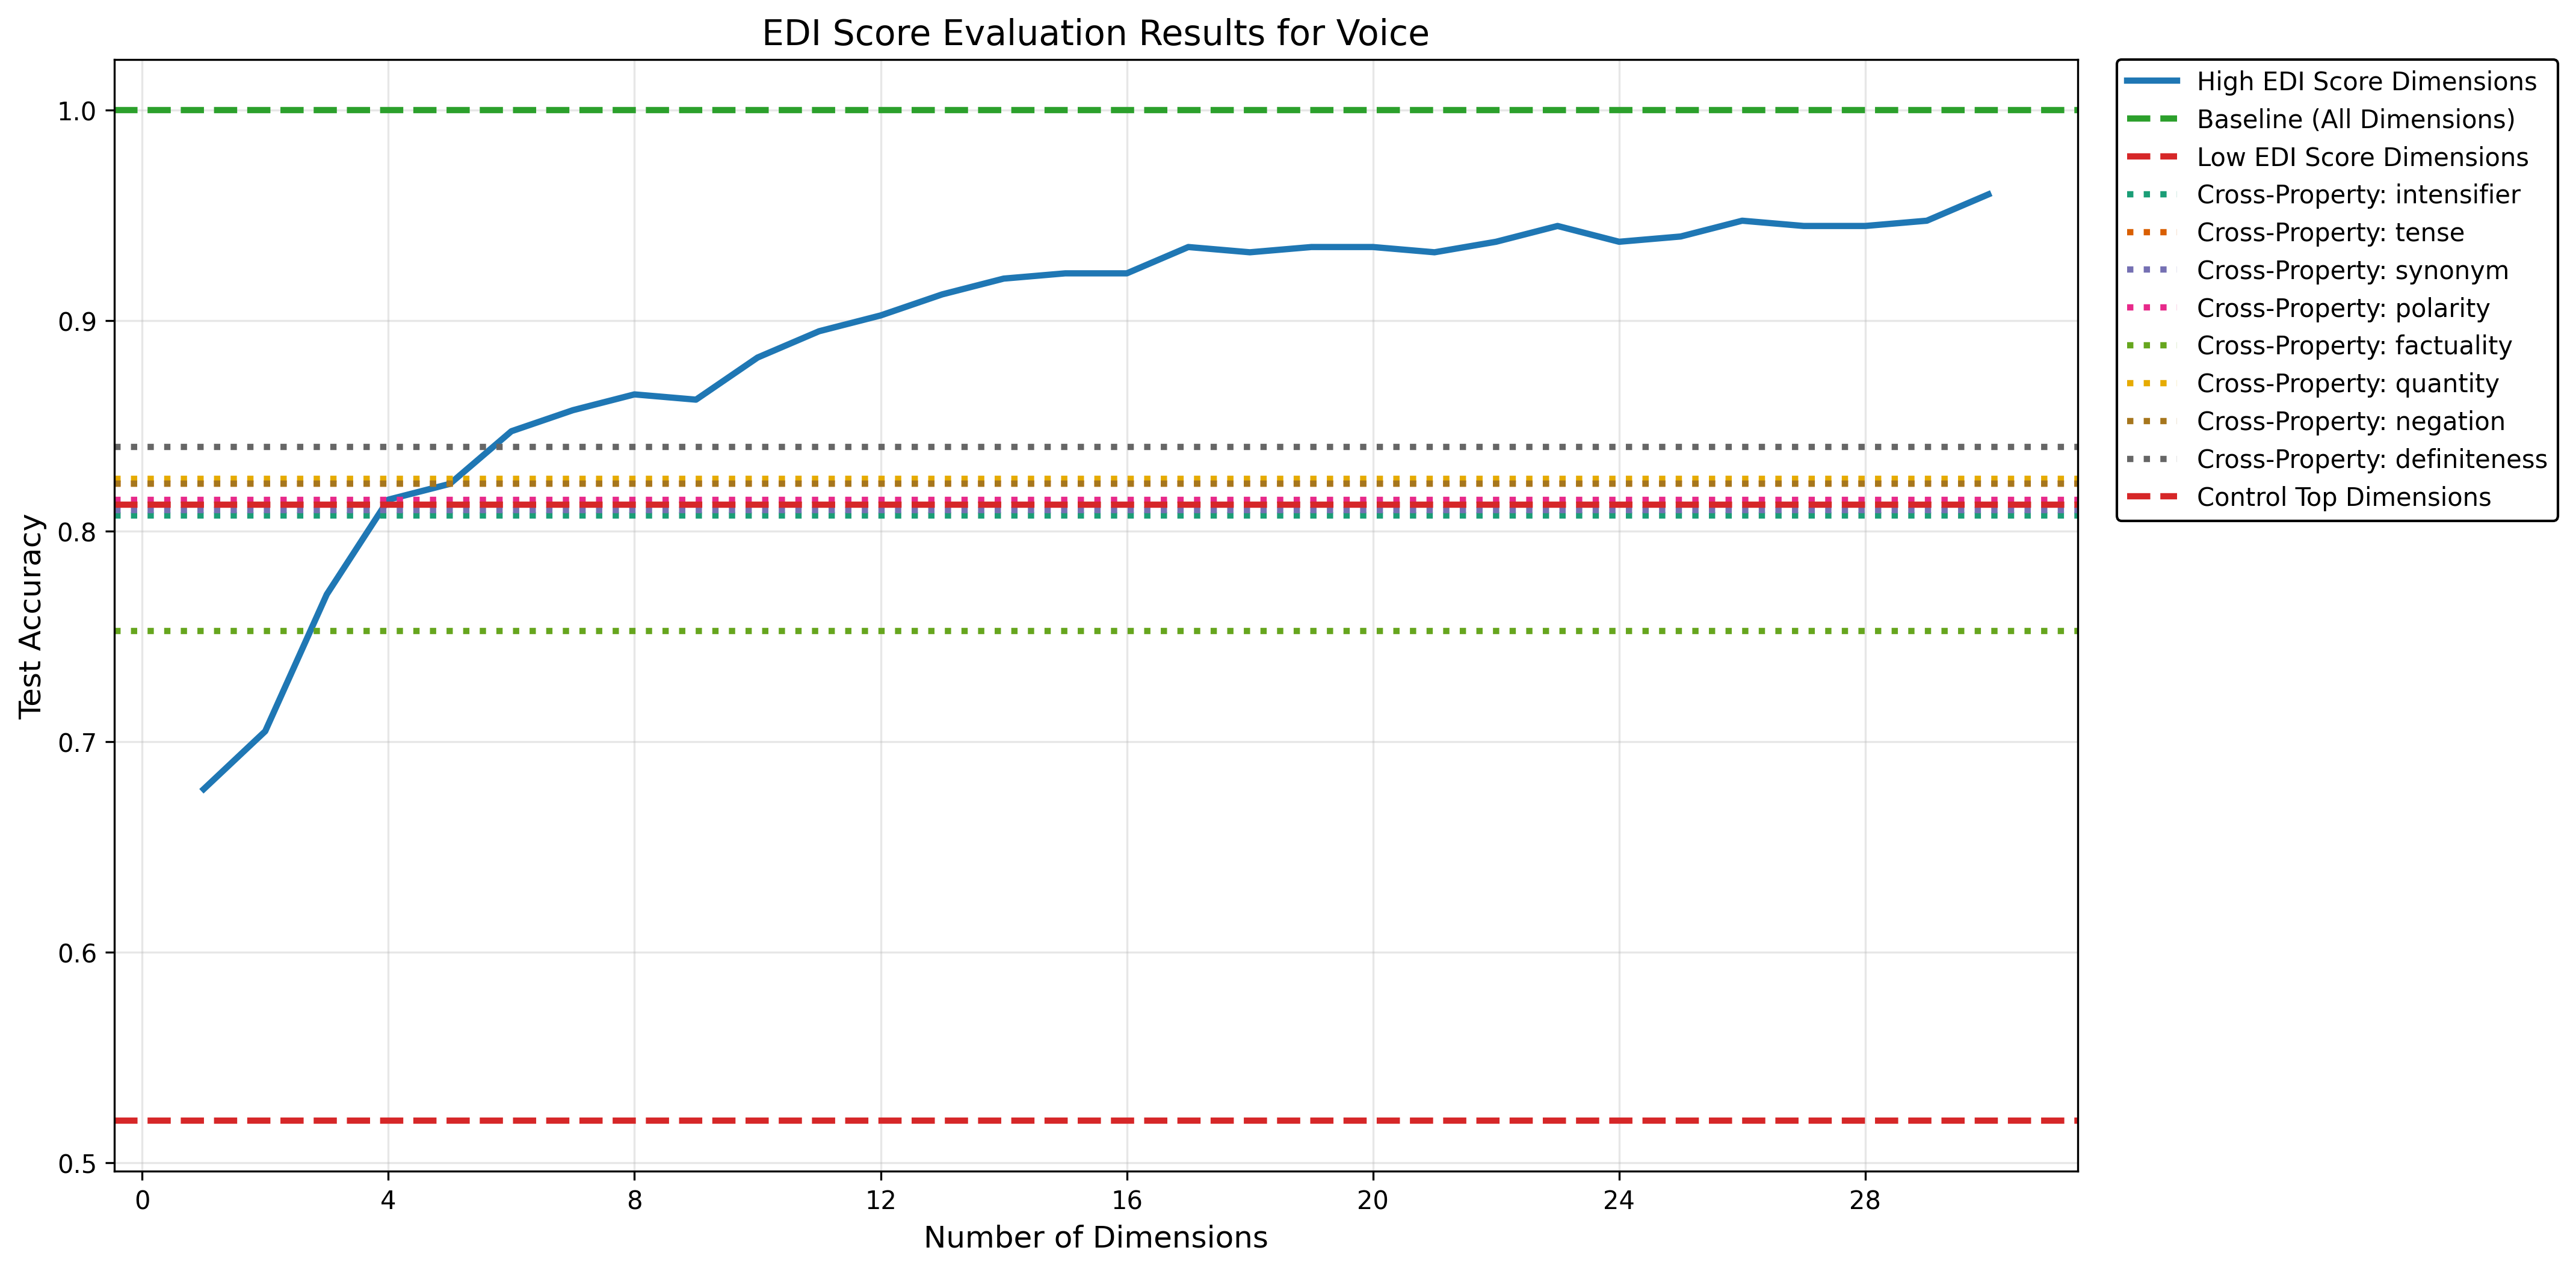 EDI Score Evaluation Results for Voice
Test Accuracy
1.0
0.9
0.8
0.7
0.6
0.5
0 4 8 12 16 20 24 28
Number of Dimensions
High EDI Score Dimensions
Baseline (All Dimensions)
Low EDI Score Dimensions
Cross-Property: intensifier
Cross-Property: tense
Cross-Property: synonym
Cross-Property: polarity
Cross-Property: factuality
Cross-Property: quantity
Cross-Property: negation
Cross-Property: definiteness
Control Top Dimensions